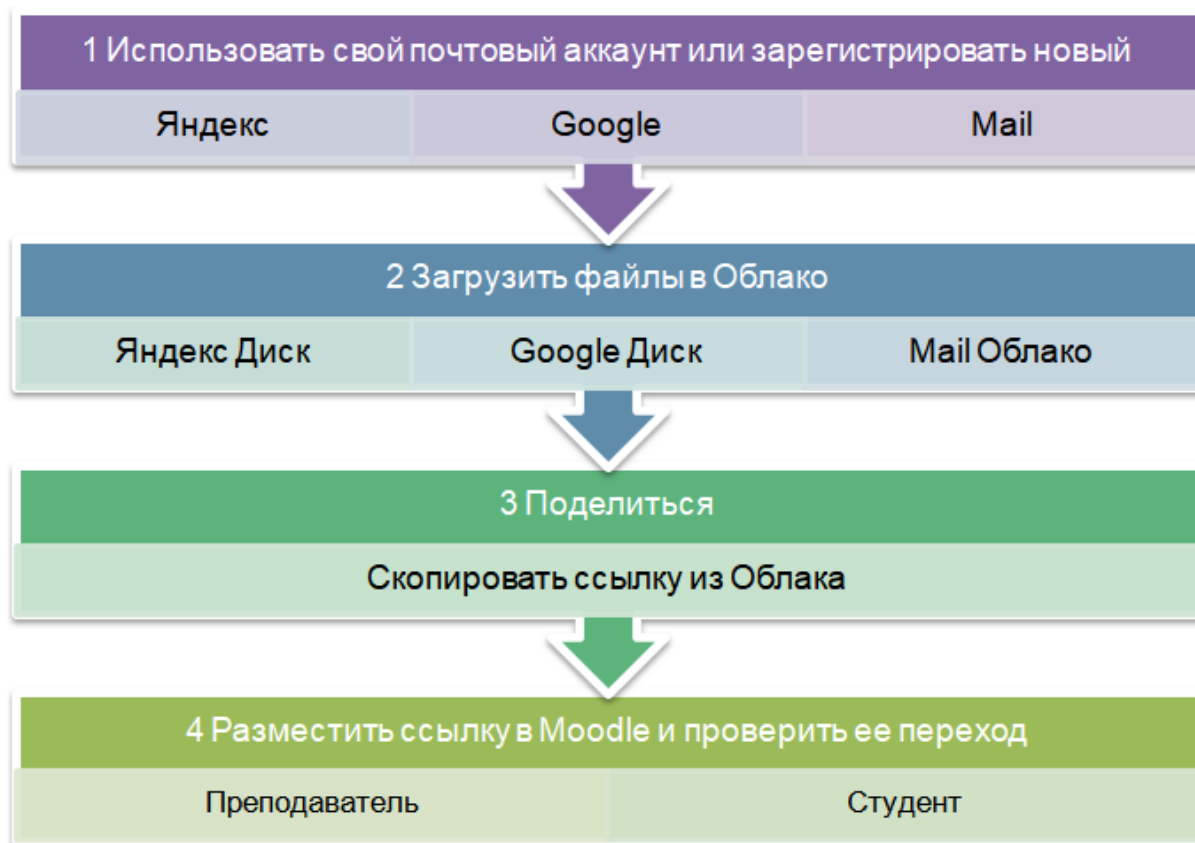 1 Использовать свой почтовый аккаунт или зарегистрировать новый
Яндекс Google Mail
2 Загрузить файлы в Облако
Яндекс Диск Google Диск Mail Облако
3 Поделиться
Скопировать ссылку из Облака
4 Разместить ссылку в Moodle и проверить ее переход
Преподаватель Студент